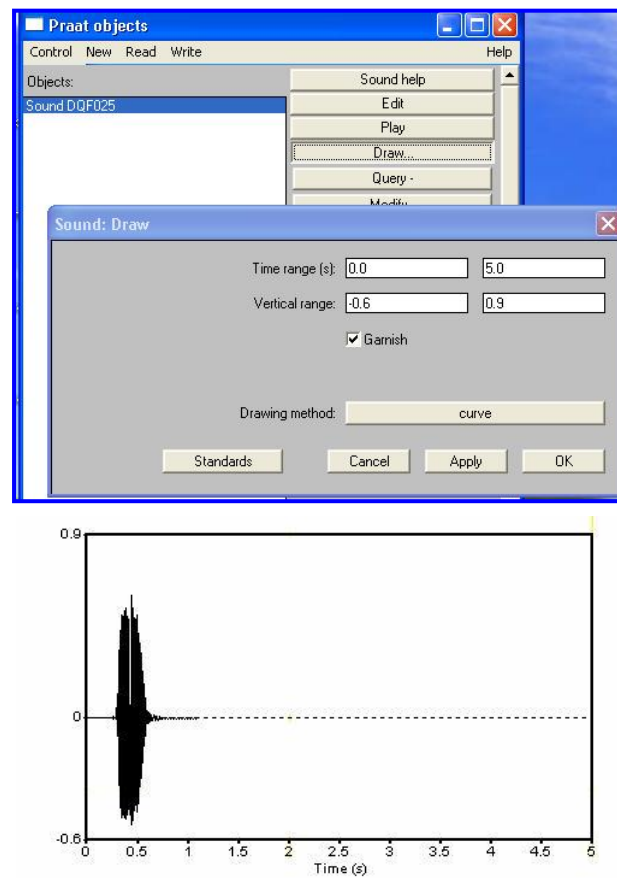 Praat objects
Control New Read Write Help
Objects:
Sound DQF025
Sound help
Edit
Play
Draw...
Query -
Modify
Sound: Draw
Time range (s): 0.0 5.0
Vertical range: -0.6 0.9
Garnish
Drawing method: curve
Standards Cancel Apply OK
0.9
0
-0.6
0 0.5 1 1.5 2 2.5 3 3.5 4 4.5 5
Time (s)